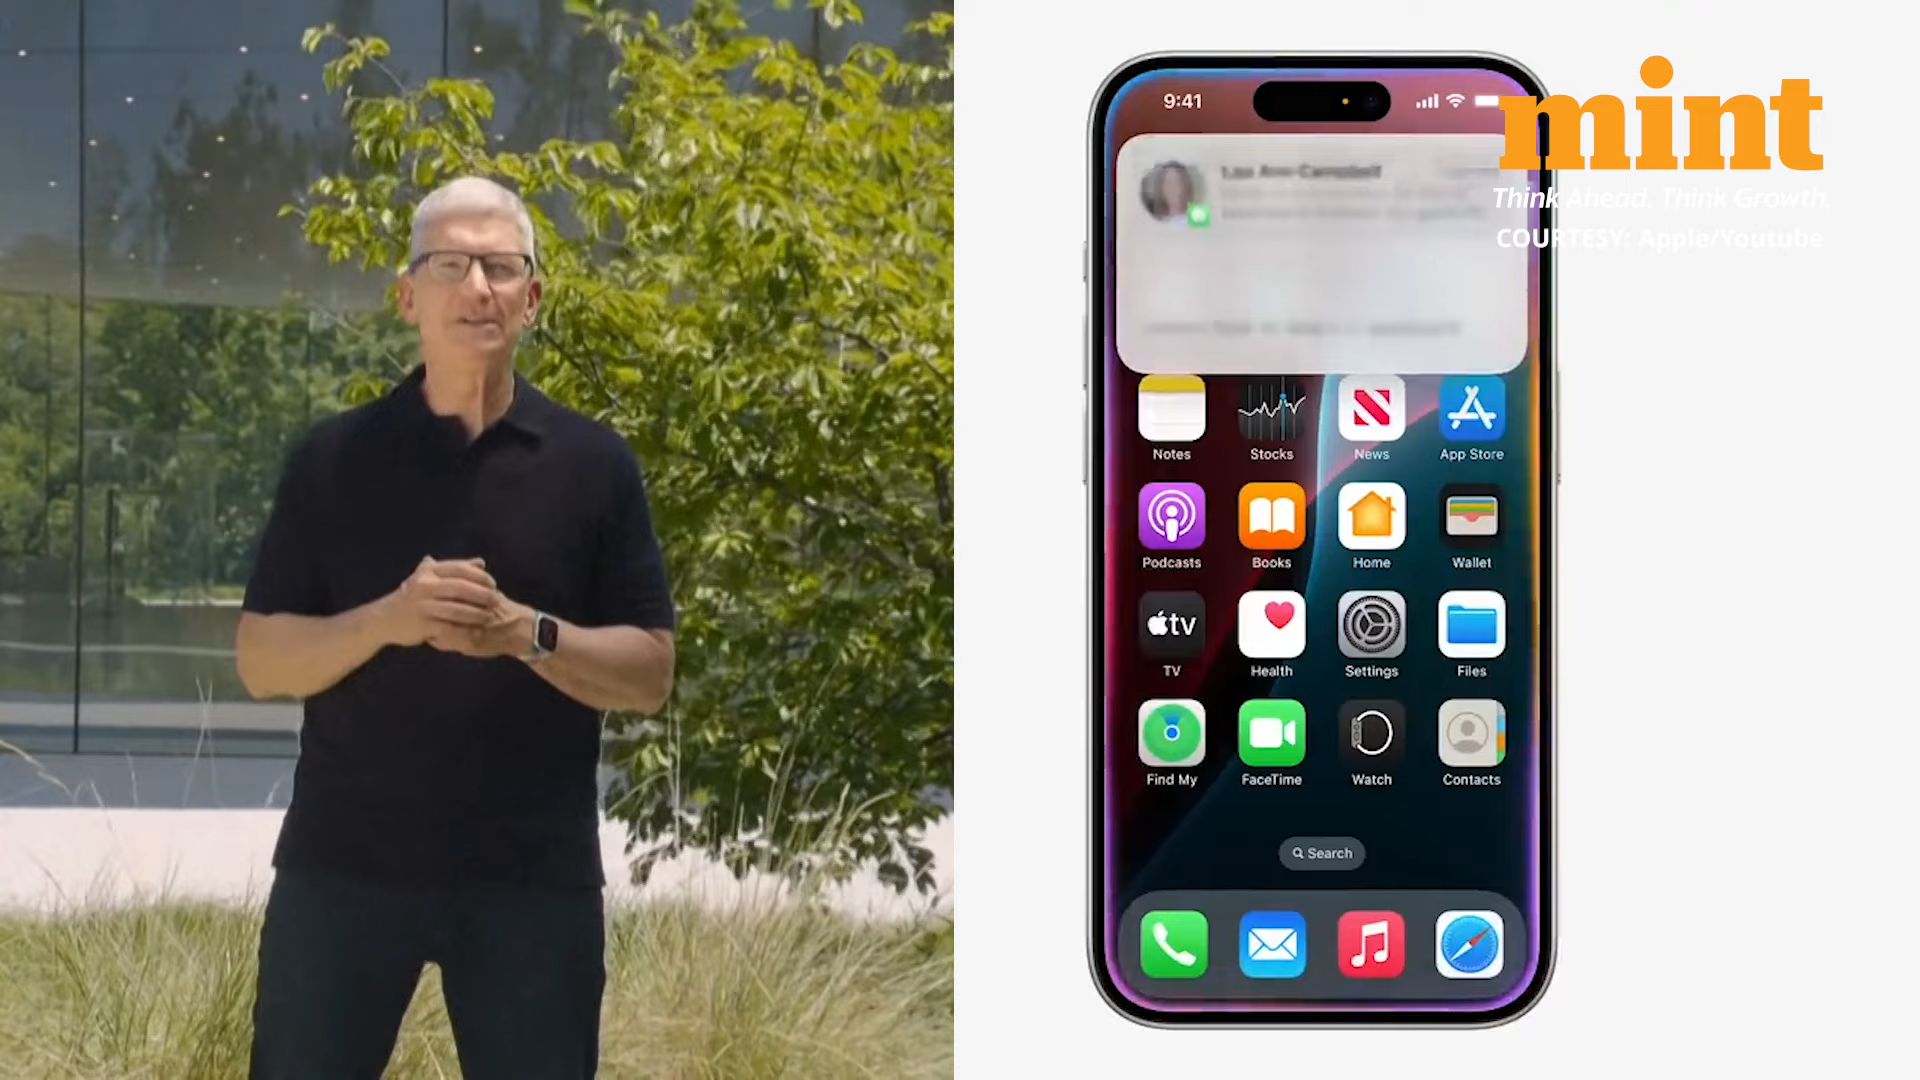 9:41
mint
Think Ahead. Think Growth.
COURTESY: Apple/Youtube
Notes
Stocks
News
App Store
Podcasts
Books
Home
Wallet
tv
TV
Health
Settings
Files
Find My
FaceTime
Watch
Contacts
Search